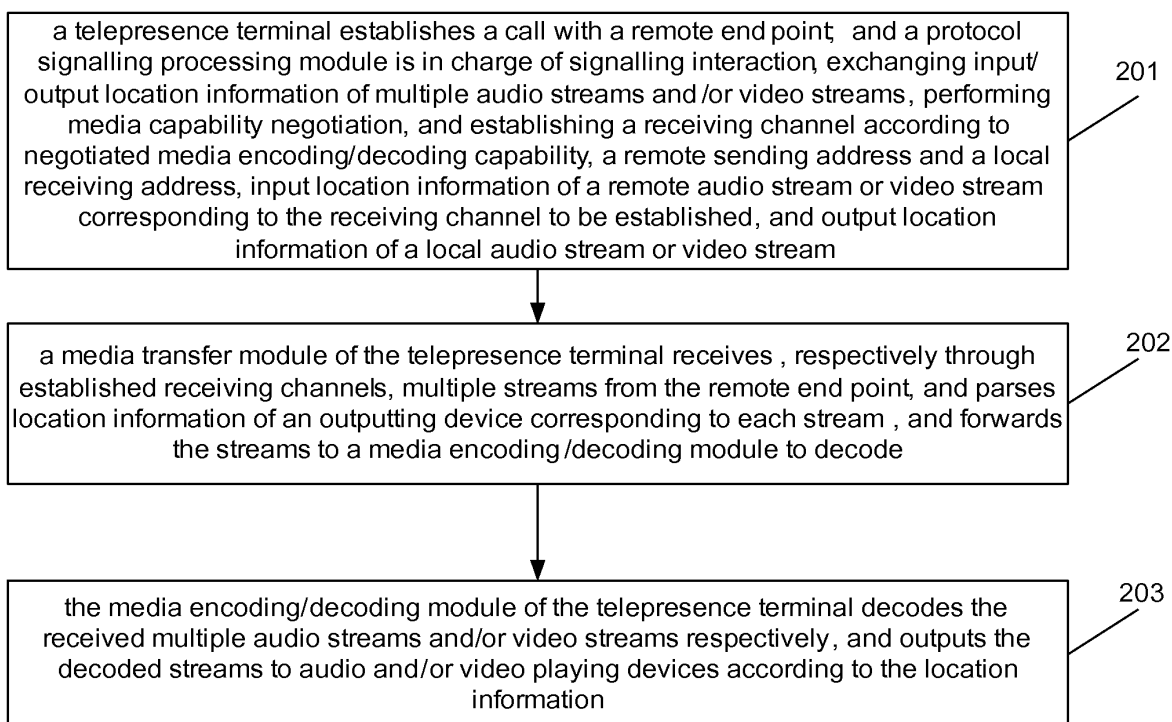 a telepresence terminal establishes a call with a remote end point; and a protocol
signalling processing module is in charge of signalling interaction, exchanging input/
output location information of multiple audio streams and/or video streams, performing
media capability negotiation, and establishing a receiving channel according to
negotiated media encoding/decoding capability, a remote sending address and a local
receiving address, input location information of a remote audio stream or video stream
corresponding to the receiving channel to be established, and output location
information of a local audio stream or video stream
201
a media transfer module of the telepresence terminal receives, respectively through
established receiving channels, multiple streams from the remote end point, and parses
location information of an outputting device corresponding to each stream, and forwards
the streams to a media encoding/decoding module to decode
202
the media encoding/decoding module of the telepresence terminal decodes the
received multiple audio streams and/or video streams respectively, and outputs the
decoded streams to audio and/or video playing devices according to the location
information
203